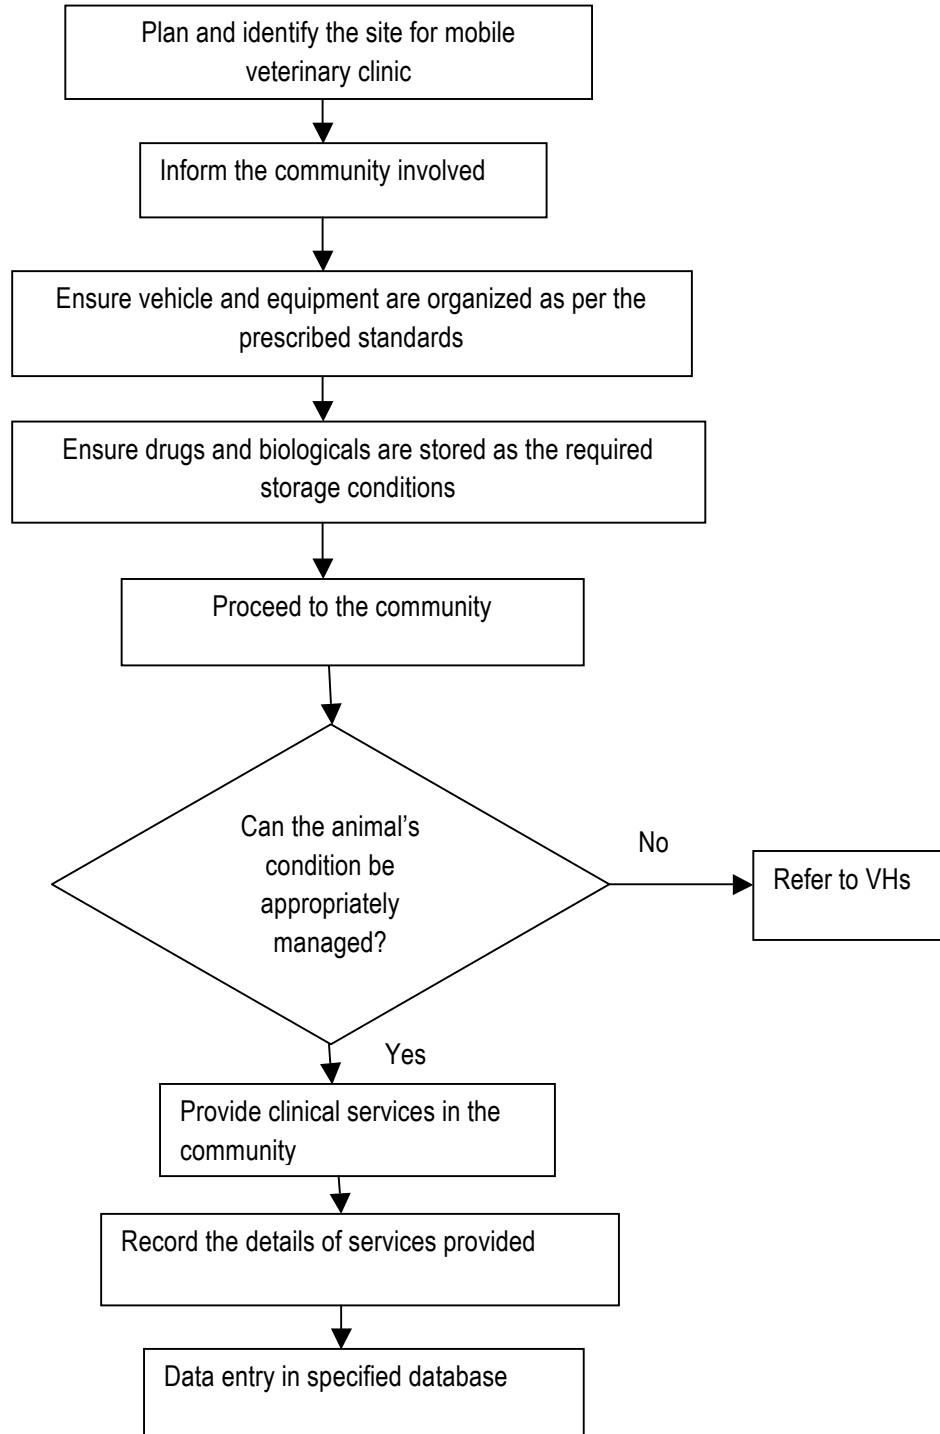 Plan and identify the site for mobile
veterinary clinic
Inform the community involved
Ensure vehicle and equipment are organized as per the
prescribed standards
Ensure drugs and biologicals are stored as the required
storage conditions
Proceed to the community
Can the animal’s
condition be
appropriately
managed?
No
Refer to VHs
Yes
Provide clinical services in the
community
Record the details of services provided
Data entry in specified database